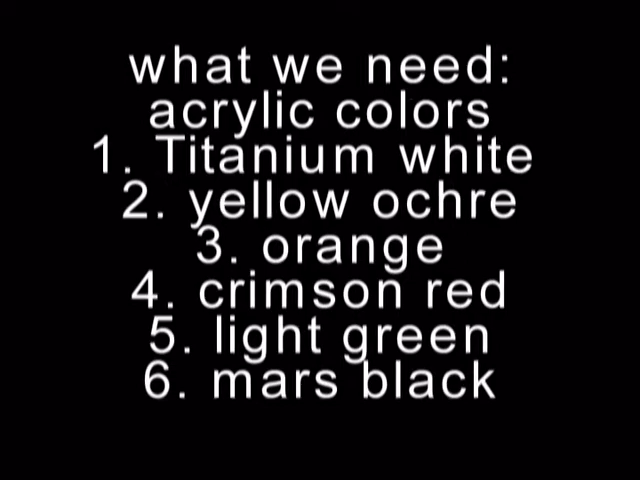 what we need:
acrylic colors
1. Titanium white
2. yellow ochre
3. orange
4. crimson red
5. light green
6. mars black